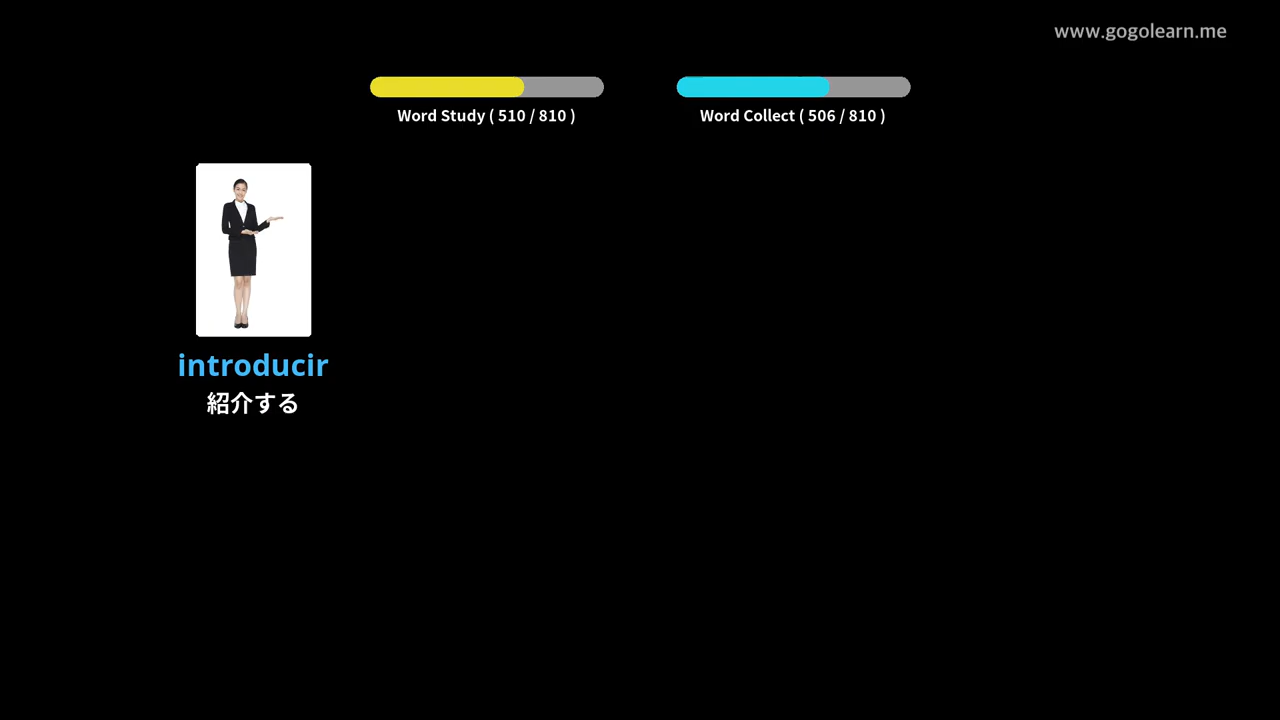 www.gogolearn.me
Word Study ( 510 / 810 )
Word Collect ( 506 / 810 )
introducir
紹介する